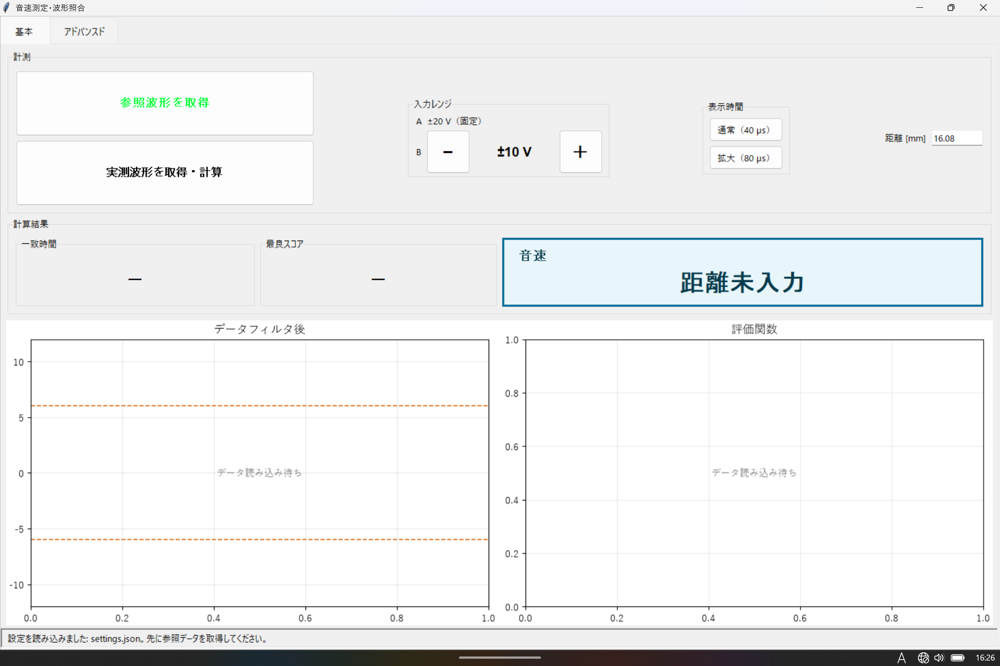 音速測定・波形照合
基本
アドバンスド
計測
参照波形を取得
実測波形を取得・計算
入力レンジ
A ±20 V（固定）
B − ±10 V +
表示時間
通常（40 µs）
拡大（80 µs）
距離 [mm] 16.08
計算結果
一致時間
—
最良スコア
—
音速
距離未入力
データフィルタ後
10
5
0
-5
-10
データ読み込み待ち
0.0 0.2 0.4 0.6 0.8 1.0
評価関数
1.0
0.8
0.6
0.4
0.2
0.0
データ読み込み待ち
0.0 0.2 0.4 0.6 0.8 1.0
設定を読み込みました: settings.json。先に参照データを取得してください。
A 16:26